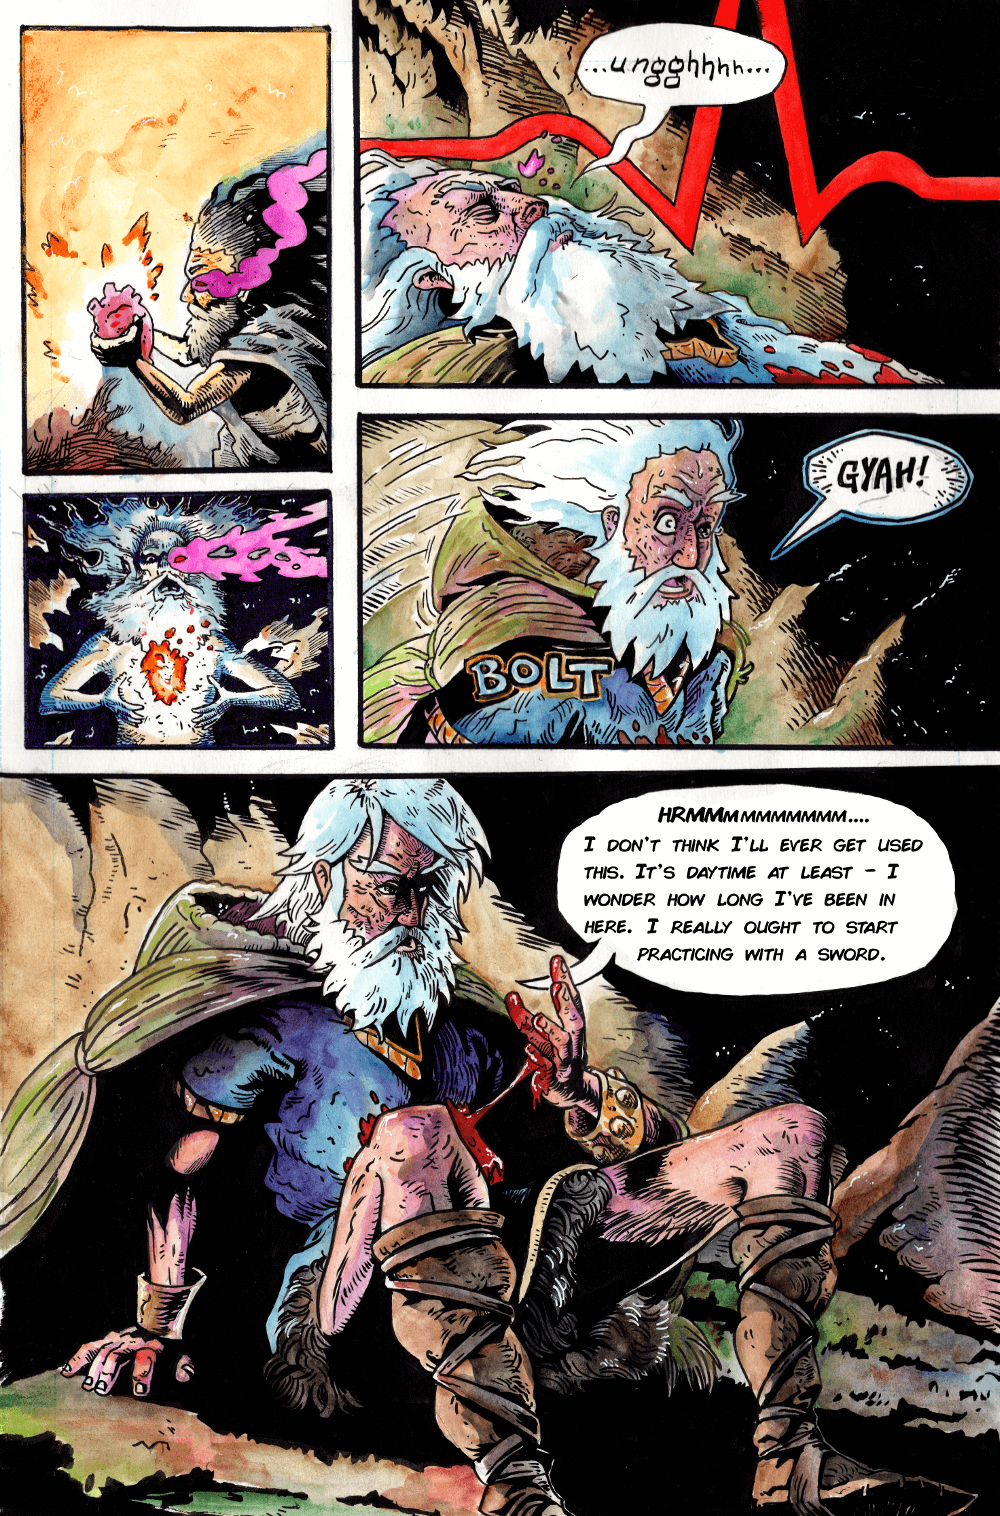 ...ungghhhh...
GYAH!
BOLT
HRMMMMMMMMMM....
I DON'T THINK I'LL EVER GET USED
THIS. IT'S DAYTIME AT LEAST - I
WONDER HOW LONG I'VE BEEN IN
HERE. I REALLY OUGHT TO START
PRACTICING WITH A SWORD.